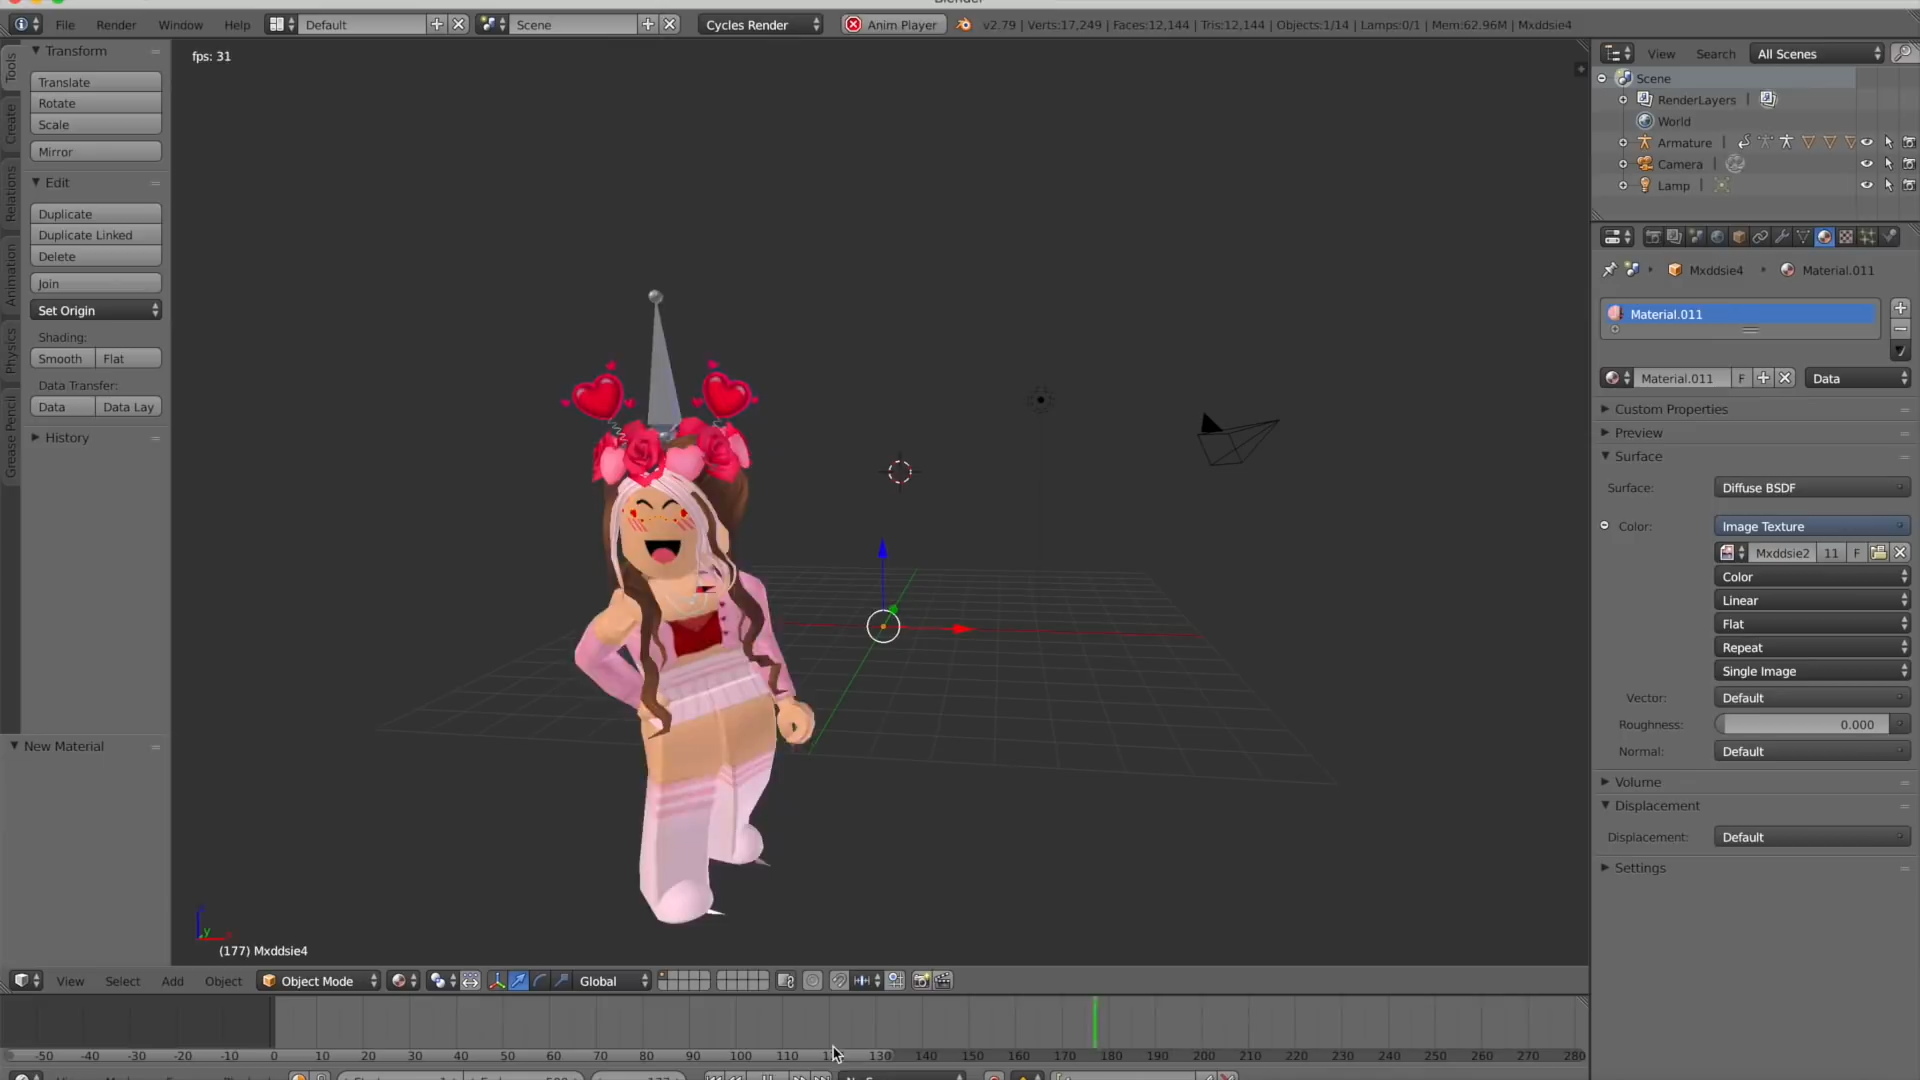 File Render Window Help Default Scene Cycles Render Anim Player v2.79 | Verts:17,249 | Faces:12,144 | Tris:12,144 | Objects:1/14 | Lamps:0/1 | Mem:62.96M | Mxddsie4
fps: 31
Tools
Create
Relations
Animation
Physics
Grease Pencil
Transform
Translate
Rotate
Scale
Mirror
Edit
Duplicate
Duplicate Linked
Delete
Join
Set Origin
Shading:
Smooth Flat
Data Transfer:
Data Data Lay
History
New Material
y
(177) Mxddsie4
View Select Add Object Object Mode Global
-50 -40 -30 -20 -10 0 10 20 30 40 50 60 70 80 90 100 110 130 140 150 160 170 180 190 200 210 220 230 240 250 260 270 280
View Search All Scenes
Scene
RenderLayers |
World
Armature |
Camera |
Lamp |
Mxddsie4 Material.011
Material.011
Material.011 F Data
Custom Properties
Preview
Surface
Surface: Diffuse BSDF
Color: Image Texture
Mxddsie2 11 F
Color
Linear
Flat
Repeat
Single Image
Vector: Default
Roughness: 0.000
Normal: Default
Volume
Displacement
Displacement: Default
Settings